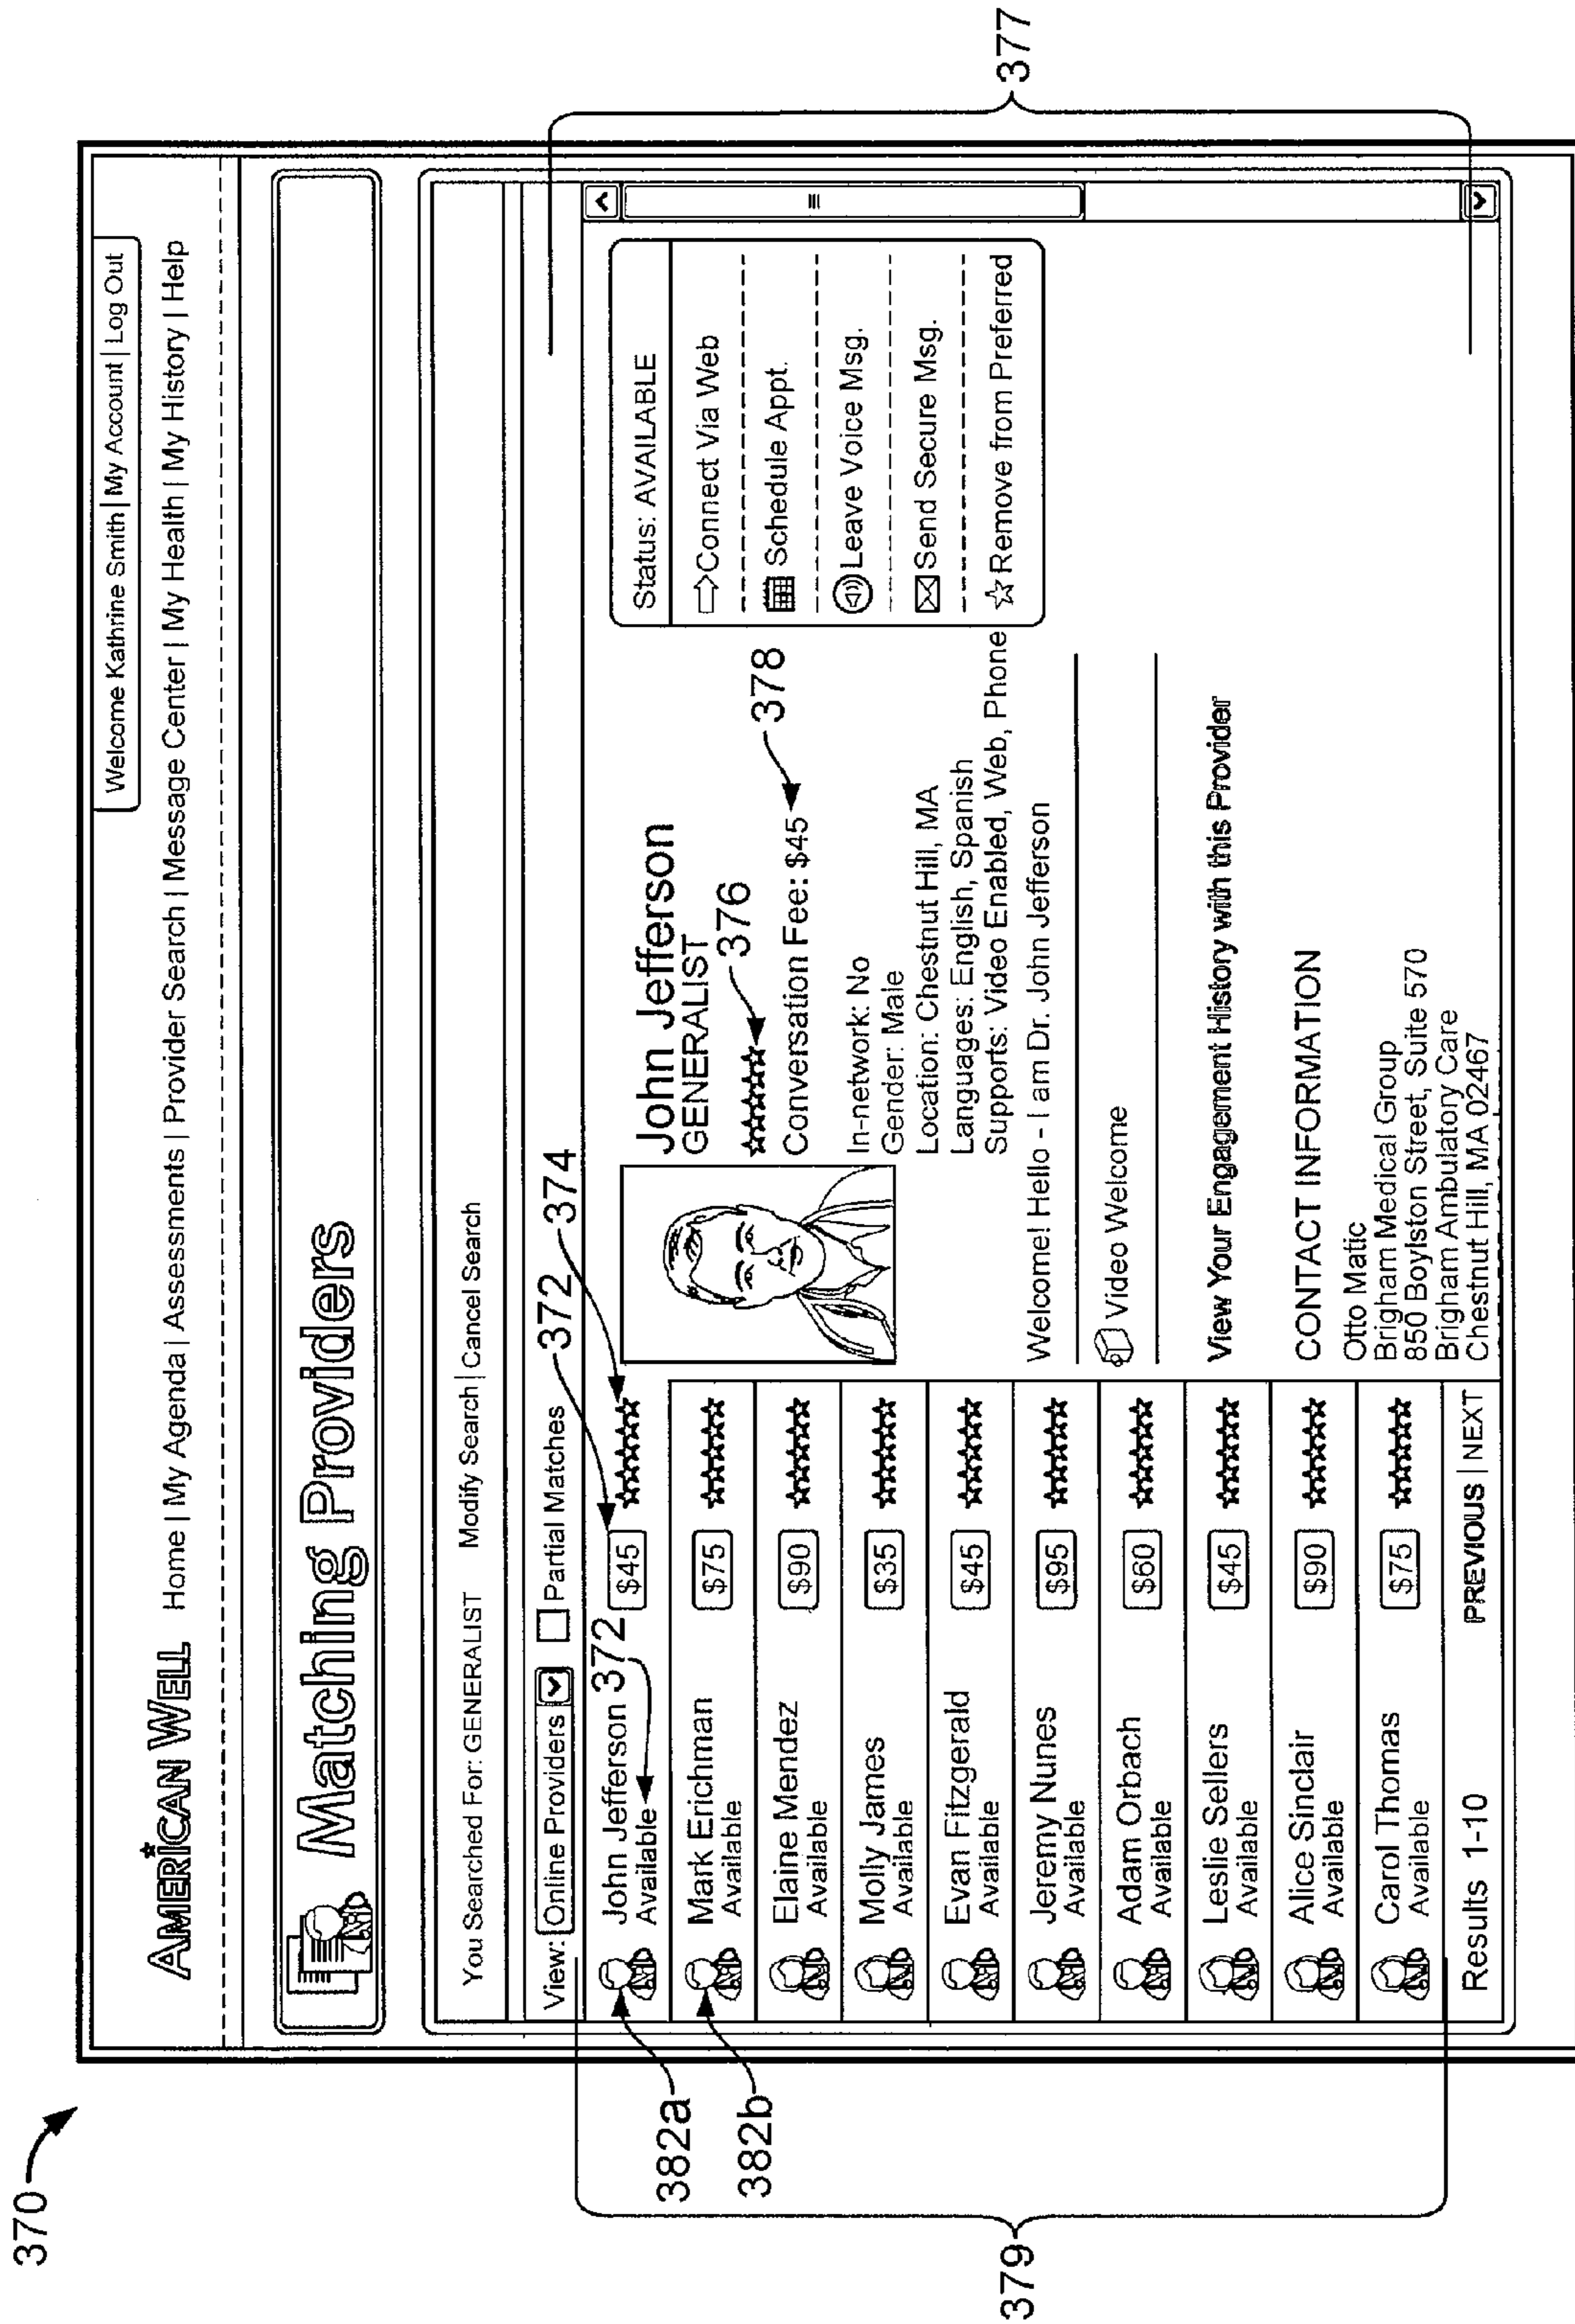 370
Welcome Kathrine Smith | My Account | Log Out
AMERICAN WELL
Home | My Agenda | Assessments | Provider Search | Message Center | My Health | My History | Help
Matching Providers
You Searched For: GENERALIST Modify Search | Cancel Search
View: Online Providers Partial Matches
372
372
374
John Jefferson $45
Available
Mark Erichman $75
Available
Elaine Mendez $90
Available
Molly James $35
Available
Evan Fitzgerald $45
Available
Jeremy Nunes $95
Available
Adam Orbach $60
Available
Leslie Sellers $45
Available
Alice Sinclair $90
Available
Carol Thomas $75
Available
Results 1-10 PREVIOUS | NEXT
382a
382b
379
John Jefferson
GENERALIST
376
Conversation Fee: $45
378
In-network: No
Gender: Male
Location: Chestnut Hill, MA
Languages: English, Spanish
Supports: Video Enabled, Web, Phone
Welcome! Hello - I am Dr. John Jefferson
Video Welcome
View Your Engagement History with this Provider
CONTACT INFORMATION
Otto Matic
Brigham Medical Group
850 Boylston Street, Suite 570
Brigham Ambulatory Care
Chestnut Hill, MA 02467
Status: AVAILABLE
Connect Via Web
Schedule Appt.
Leave Voice Msg.
Send Secure Msg.
Remove from Preferred
377